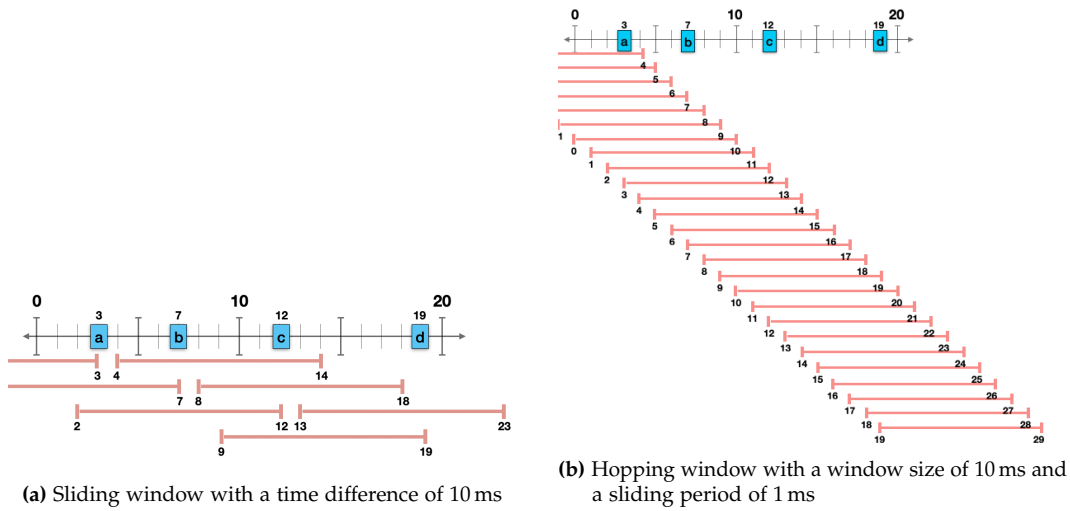 0 10 20
3 7 12 19
a b c d
3 4 14
7 8 18
2 12 13 23
9 19
(a) Sliding window with a time difference of 10 ms
0 10 20
3 7 12 19
a b c d
4
5
6
7
8
1 9
0 10
1 11
2 12
3 13
4 14
5 15
6 16
7 17
8 18
9 19
10 20
11 21
12 22
13 23
14 24
15 25
16 26
17 27
18 28
19 29
(b) Hopping window with a window size of 10 ms and
a sliding period of 1 ms